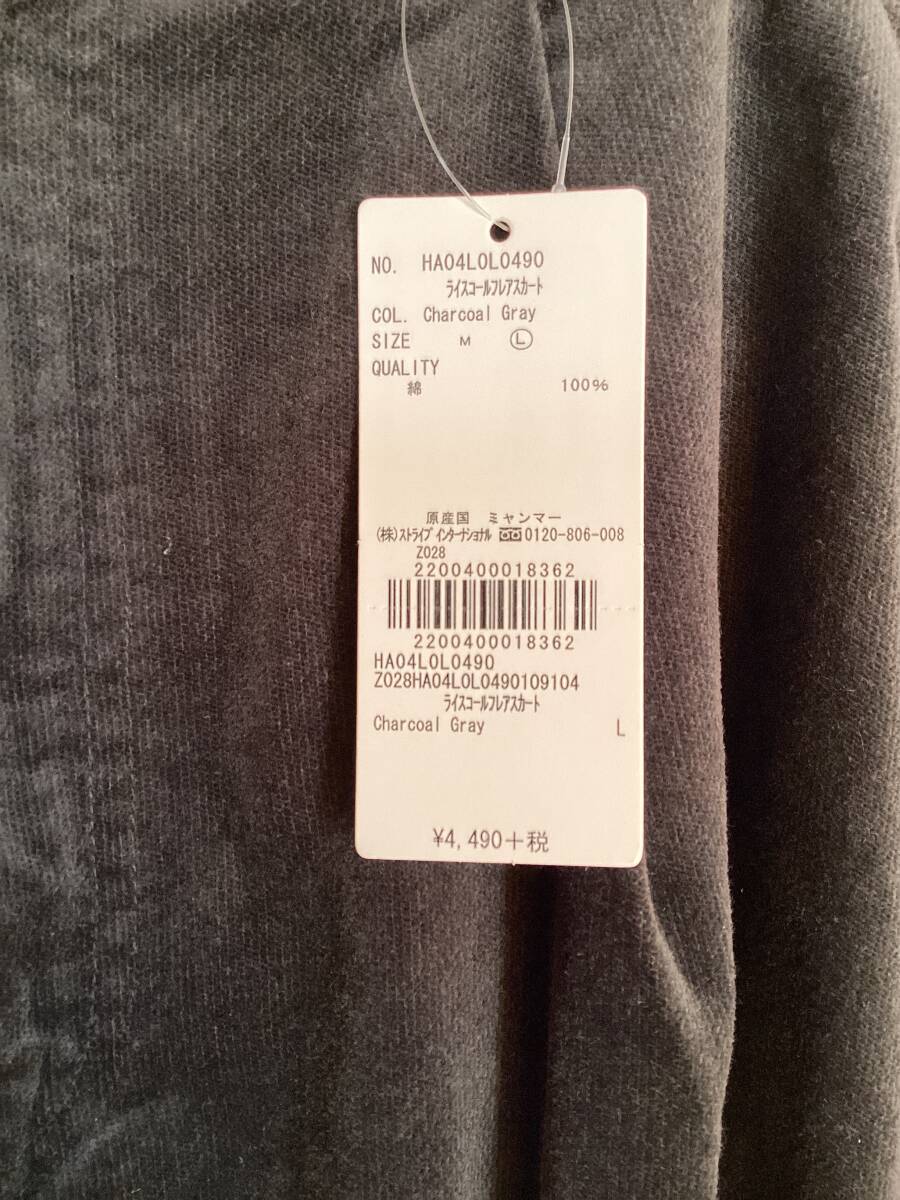 NO. HA04L0L0490
ﾗｲｽｺｰﾙﾌﾚｱｽｶｰﾄ
COL. Charcoal Gray
SIZE M Ⓛ
QUALITY
綿 100%
原産国 ミャンマー
(株)ｽﾄﾗｲﾌﾟｲﾝﾀｰﾅｼｮﾅﾙ 0120-806-008
Z028
2200400018362
2200400018362
HA04L0L0490
Z028HA04L0L0490109104
ﾗｲｽｺｰﾙﾌﾚｱｽｶｰﾄ
Charcoal Gray L
¥4,490+税